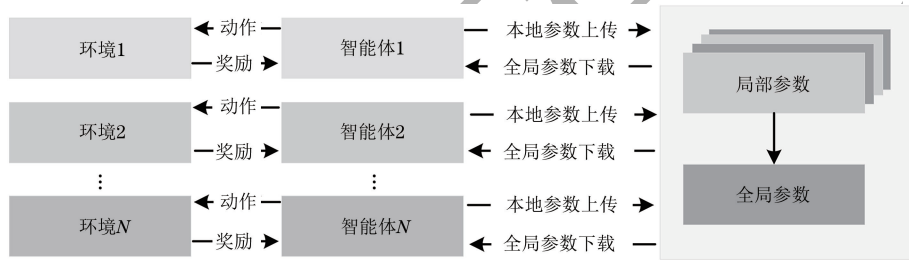 动作
本地参数上传
环境1
智能体1
奖励
全局参数下载
局部参数
动作
本地参数上传
环境2
智能体2
奖励
全局参数下载
⋮
⋮
动作
本地参数上传
全局参数
环境N
智能体N
奖励
全局参数下载